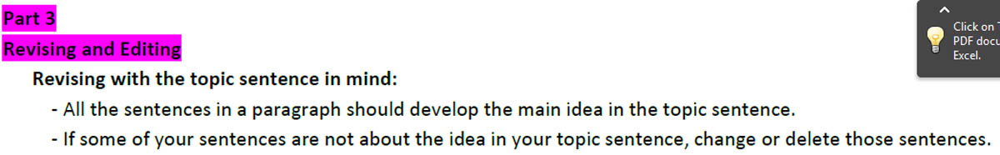 Part 3
Revising and Editing
Revising with the topic sentence in mind:
- All the sentences in a paragraph should develop the main idea in the topic sentence.
- If some of your sentences are not about the idea in your topic sentence, change or delete those sentences.
Click on
PDF docu
Excel.